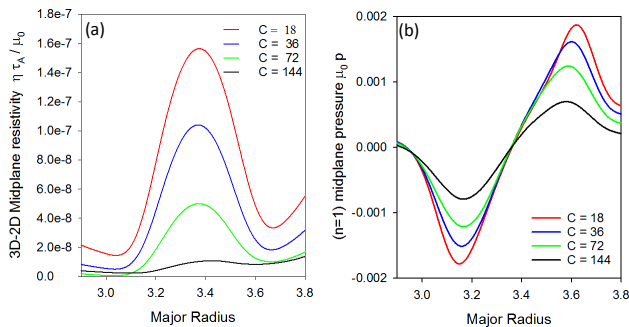 (a)
C = 18
C = 36
C = 72
C = 144
1.8e-7
1.6e-7
1.4e-7
1.2e-7
1.0e-7
8.0e-8
6.0e-8
4.0e-8
2.0e-8
0.0
3D-2D Midplane resistivity η τA / μ0
3.0
3.2
3.4
3.6
3.8
Major Radius
(b)
0.002
0.001
0.000
-0.001
-0.002
(n=1) midplane pressure μ0 p
C = 18
C = 36
C = 72
C = 144
3.0
3.2
3.4
3.6
3.8
Major Radius